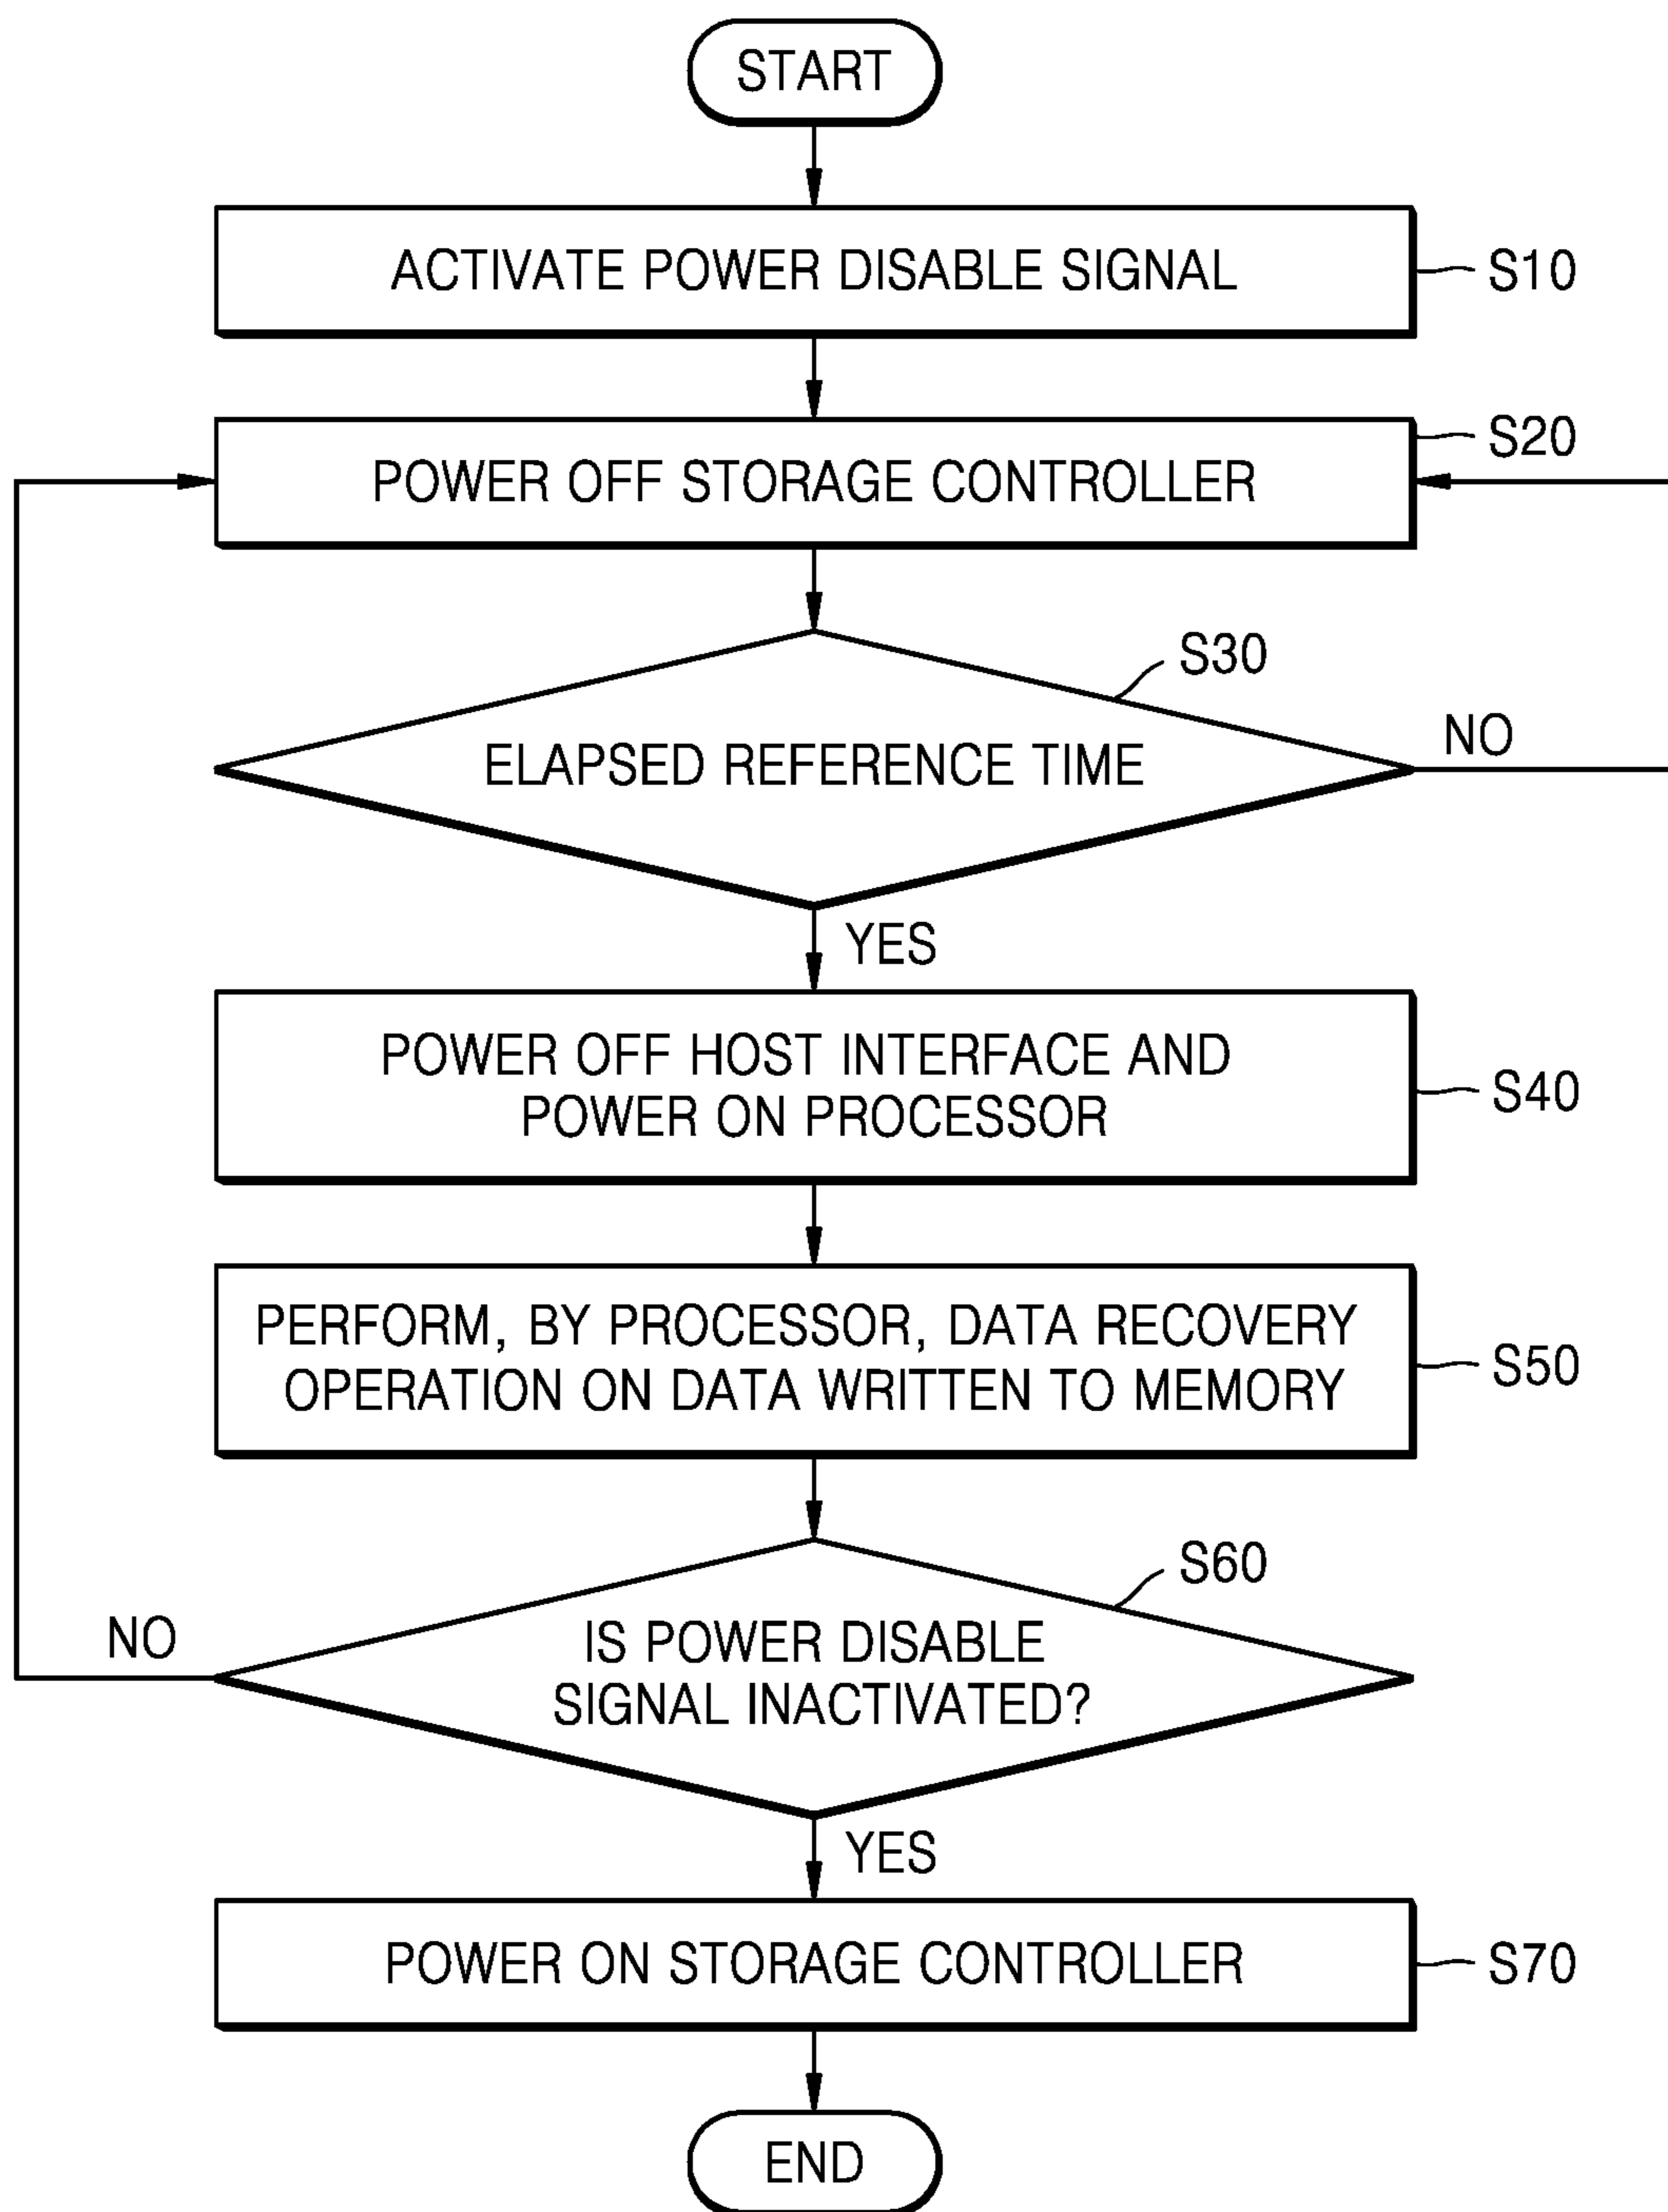 START
ACTIVATE POWER DISABLE SIGNAL
S10
POWER OFF STORAGE CONTROLLER
S20
S30
ELAPSED REFERENCE TIME
NO
YES
POWER OFF HOST INTERFACE AND
POWER ON PROCESSOR
S40
PERFORM, BY PROCESSOR, DATA RECOVERY
OPERATION ON DATA WRITTEN TO MEMORY
S50
S60
IS POWER DISABLE
SIGNAL INACTIVATED?
NO
YES
POWER ON STORAGE CONTROLLER
S70
END